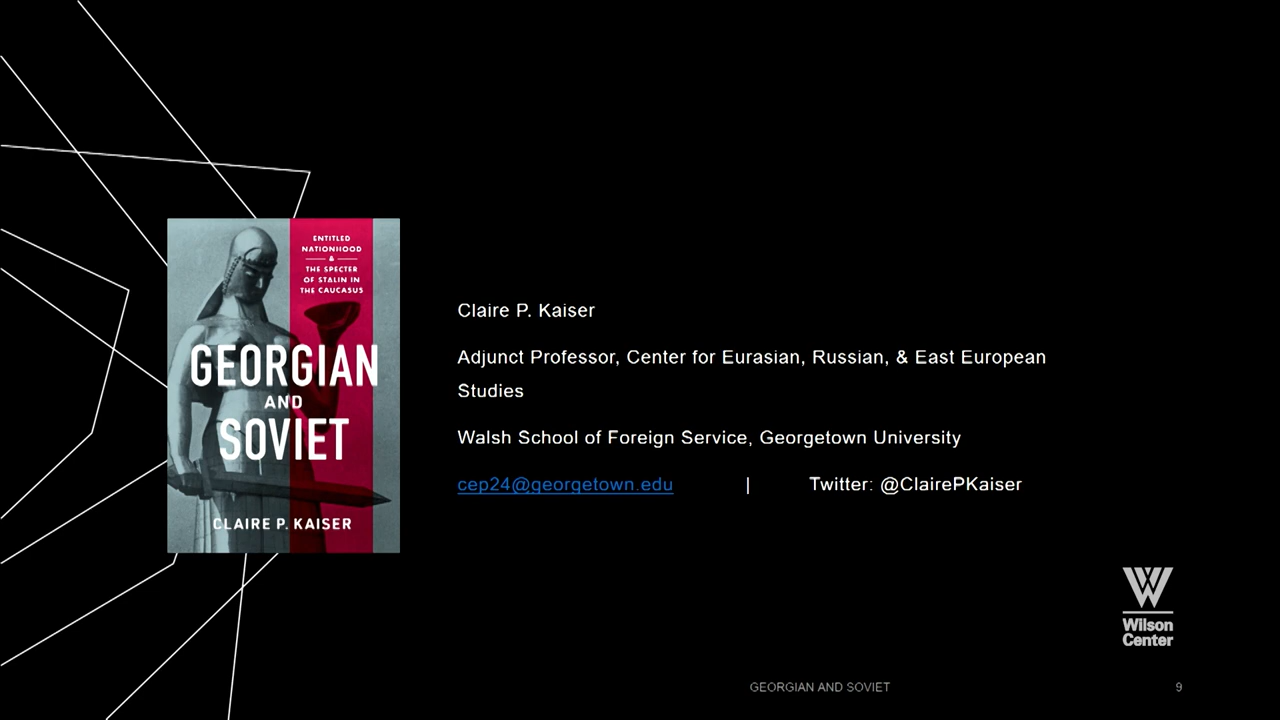 ENTITLED
NATIONHOOD
&
THE SPECTER
OF STALIN IN
THE CAUCASUS
GEORGIAN
AND
SOVIET
CLAIRE P. KAISER
Claire P. Kaiser
Adjunct Professor, Center for Eurasian, Russian, & East European
Studies
Walsh School of Foreign Service, Georgetown University
cep24@georgetown.edu | Twitter: @ClairePKaiser
Wilson
Center
GEORGIAN AND SOVIET 9